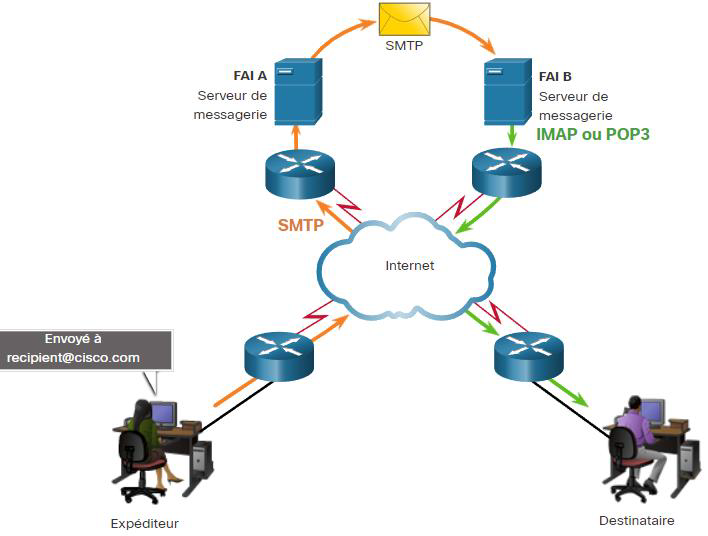 SMTP
FAI A
Serveur de
messagerie
FAI B
Serveur de
messagerie
IMAP ou POP3
SMTP
Internet
Envoyé à
recipient@cisco.com
Expéditeur
Destinataire